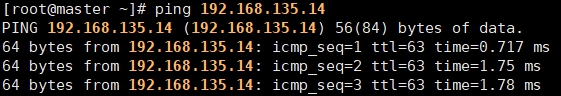 [root@master ~]# ping 192.168.135.14
PING 192.168.135.14 (192.168.135.14) 56(84) bytes of data.
64 bytes from 192.168.135.14: icmp_seq=1 ttl=63 time=0.717 ms
64 bytes from 192.168.135.14: icmp_seq=2 ttl=63 time=1.75 ms
64 bytes from 192.168.135.14: icmp_seq=3 ttl=63 time=1.78 ms